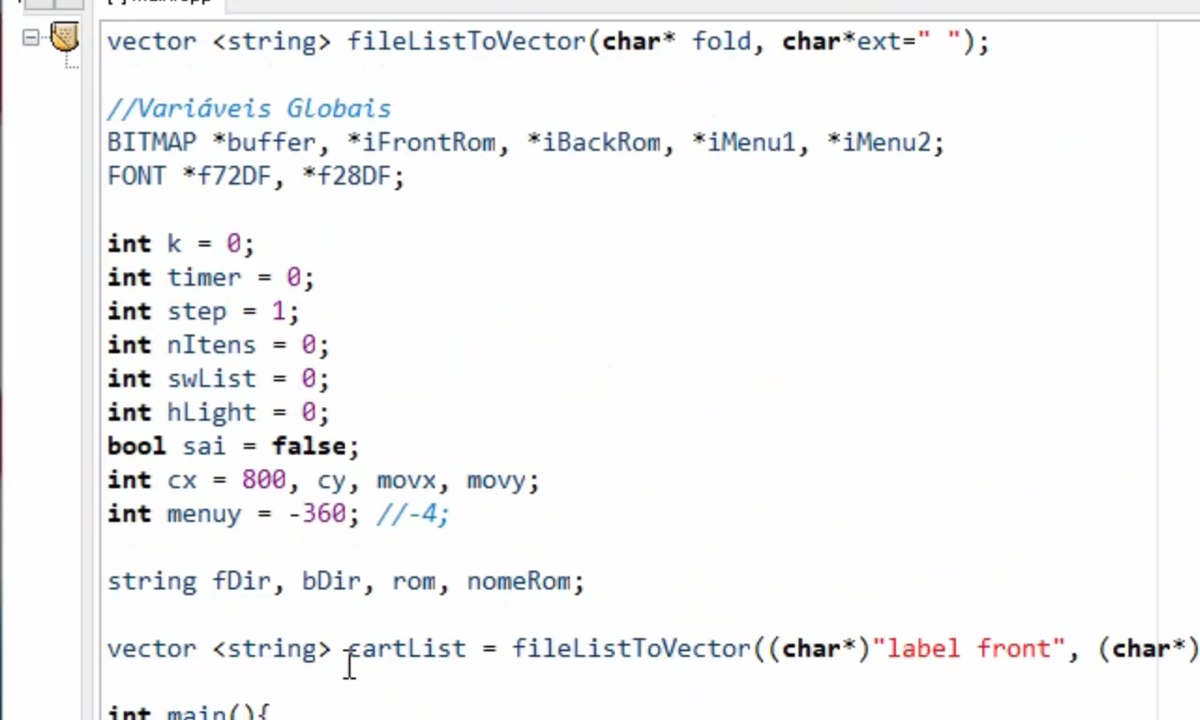 vector <string> fileListToVector(char* fold, char*ext=" ");
//Variáveis Globais
BITMAP *buffer, *iFrontRom, *iBackRom, *iMenu1, *iMenu2;
FONT *f72DF, *f28DF;
int k = 0;
int timer = 0;
int step = 1;
int nItens = 0;
int swList = 0;
int hLight = 0;
bool sai = false;
int cx = 800, cy, movx, movy;
int menuy = -360; //-4;
string fDir, bDir, rom, nomeRom;
vector <string> cartList = fileListToVector((char*)"label front", (char*)
int main(){